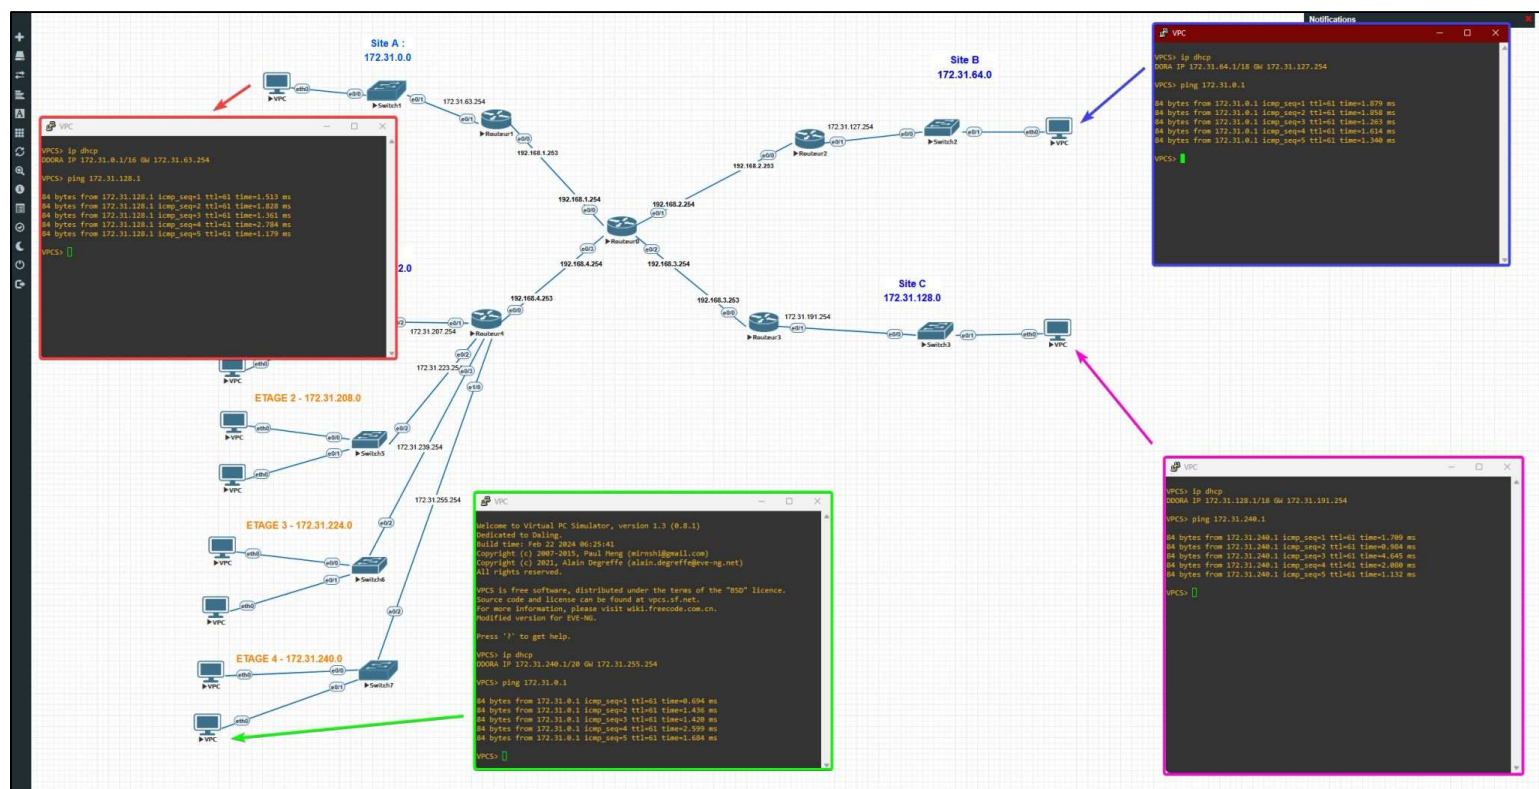 Notifications
Site A :
172.31.0.0
VPC
eth0
e0/0
Switch1
e0/1
172.31.63.254
e0/1
Routeur1
e0/0
192.168.1.253
Site B
172.31.64.0
172.31.127.254
Routeur2
e0/1
e0/0
Switch2
e0/1
eth0
VPC
e0/0
192.168.2.253
192.168.1.254
e0/0
192.168.2.254
e0/1
Routeur0
e0/3
e0/2
192.168.4.254
192.168.3.254
2.0
Site C
172.31.128.0
192.168.4.253
e0/0
192.168.3.253
e0/0
172.31.191.254
Routeur3
e0/1
e0/0
Switch3
e0/1
eth0
VPC
e0/1
172.31.207.254
Routeur4
e0/2
e0/3
e1/0
eth0
VPC
ETAGE 2 - 172.31.208.0
VPC
eth0
e0/0
e0/2
Switch5
e0/1
172.31.239.254
eth0
VPC
172.31.255.254
ETAGE 3 - 172.31.224.0
e0/2
VPC
eth0
e0/0
Switch6
e0/1
eth0
VPC
e0/2
ETAGE 4 - 172.31.240.0
VPC
eth0
e0/0
Switch7
e0/1
eth0
VPC
VPC
VPCS> ip dhcp
DDORA IP 172.31.0.1/16 GW 172.31.63.254
VPCS> ping 172.31.128.1
84 bytes from 172.31.128.1 icmp_seq=1 ttl=61 time=1.513 ms
84 bytes from 172.31.128.1 icmp_seq=2 ttl=61 time=1.828 ms
84 bytes from 172.31.128.1 icmp_seq=3 ttl=61 time=1.361 ms
84 bytes from 172.31.128.1 icmp_seq=4 ttl=61 time=2.784 ms
84 bytes from 172.31.128.1 icmp_seq=5 ttl=61 time=1.179 ms
VPCS>
VPC
VPCS> ip dhcp
DORA IP 172.31.64.1/18 GW 172.31.127.254
VPCS> ping 172.31.0.1
84 bytes from 172.31.0.1 icmp_seq=1 ttl=61 time=1.879 ms
84 bytes from 172.31.0.1 icmp_seq=2 ttl=61 time=1.858 ms
84 bytes from 172.31.0.1 icmp_seq=3 ttl=61 time=1.263 ms
84 bytes from 172.31.0.1 icmp_seq=4 ttl=61 time=1.614 ms
84 bytes from 172.31.0.1 icmp_seq=5 ttl=61 time=1.340 ms
VPCS>
VPC
Welcome to Virtual PC Simulator, version 1.3 (0.8.1)
Dedicated to Daling.
Build time: Feb 22 2024 06:25:41
Copyright (c) 2007-2015, Paul Meng (mirnshi@gmail.com)
Copyright (c) 2021, Alain Degreffe (alain.degreffe@eve-ng.net)
All rights reserved.
VPCS is free software, distributed under the terms of the "BSD" licence.
Source code and license can be found at vpcs.sf.net.
For more information, please visit wiki.freecode.com.cn.
Modified version for EVE-NG.
Press '?' to get help.
VPCS> ip dhcp
DDORA IP 172.31.240.1/20 GW 172.31.255.254
VPCS> ping 172.31.0.1
84 bytes from 172.31.0.1 icmp_seq=1 ttl=61 time=0.694 ms
84 bytes from 172.31.0.1 icmp_seq=2 ttl=61 time=1.436 ms
84 bytes from 172.31.0.1 icmp_seq=3 ttl=61 time=1.420 ms
84 bytes from 172.31.0.1 icmp_seq=4 ttl=61 time=2.599 ms
84 bytes from 172.31.0.1 icmp_seq=5 ttl=61 time=1.684 ms
VPCS>
VPC
VPCS> ip dhcp
DDORA IP 172.31.128.1/18 GW 172.31.191.254
VPCS> ping 172.31.240.1
84 bytes from 172.31.240.1 icmp_seq=1 ttl=61 time=1.709 ms
84 bytes from 172.31.240.1 icmp_seq=2 ttl=61 time=0.984 ms
84 bytes from 172.31.240.1 icmp_seq=3 ttl=61 time=4.645 ms
84 bytes from 172.31.240.1 icmp_seq=4 ttl=61 time=2.080 ms
84 bytes from 172.31.240.1 icmp_seq=5 ttl=61 time=1.132 ms
VPCS>